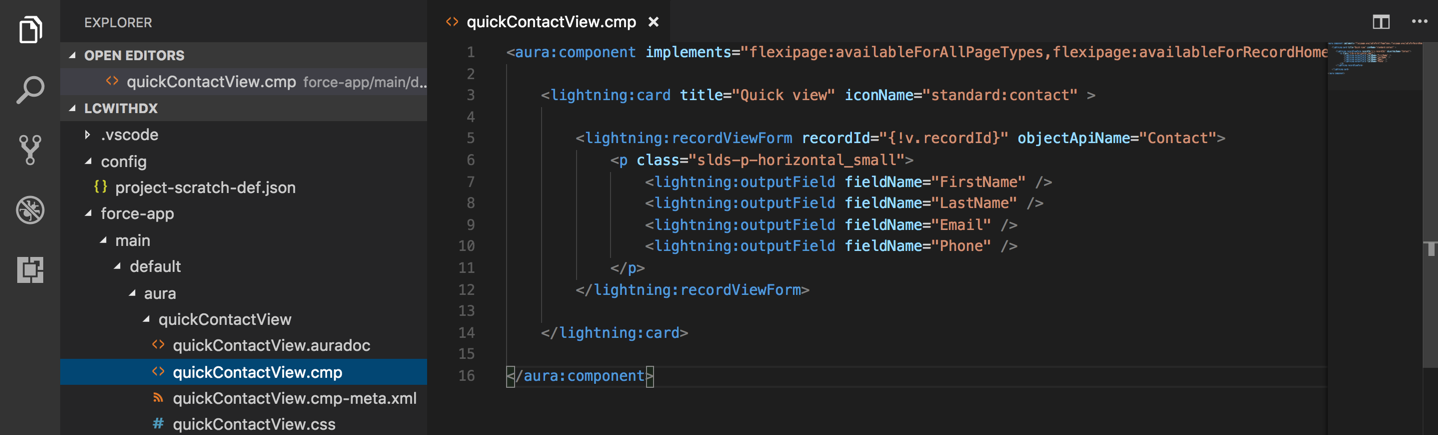 EXPLORER
OPEN EDITORS
<> quickContactView.cmp force-app/main/d...
LCWITHDX
.vscode
config
{} project-scratch-def.json
force-app
main
default
aura
quickContactView
<> quickContactView.auradoc
<> quickContactView.cmp
quickContactView.cmp-meta.xml
# quickContactView.css
<> quickContactView.cmp ×
1 <aura:component implements="flexipage:availableForAllPageTypes,flexipage:availableForRecordHome
2
3 <lightning:card title="Quick view" iconName="standard:contact" >
4
5 <lightning:recordViewForm recordId="{!v.recordId}" objectApiName="Contact">
6 <p class="slds-p-horizontal_small">
7 <lightning:outputField fieldName="FirstName" />
8 <lightning:outputField fieldName="LastName" />
9 <lightning:outputField fieldName="Email" />
10 <lightning:outputField fieldName="Phone" />
11 </p>
12 </lightning:recordViewForm>
13
14 </lightning:card>
15
16 </aura:component>